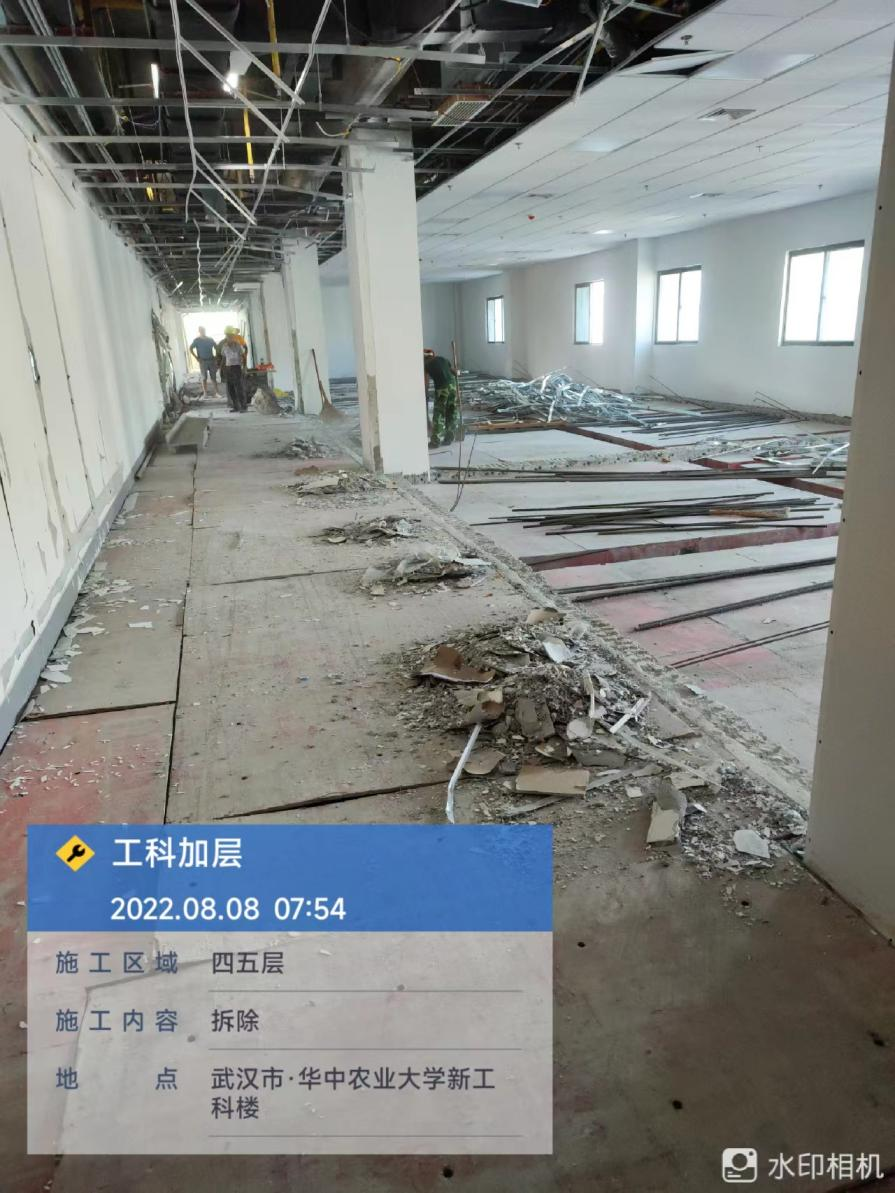 工科加层
2022.08.08 07:54
施工区域 四五层
施工内容 拆除
地点 武汉市·华中农业大学新工
科楼
水印相机